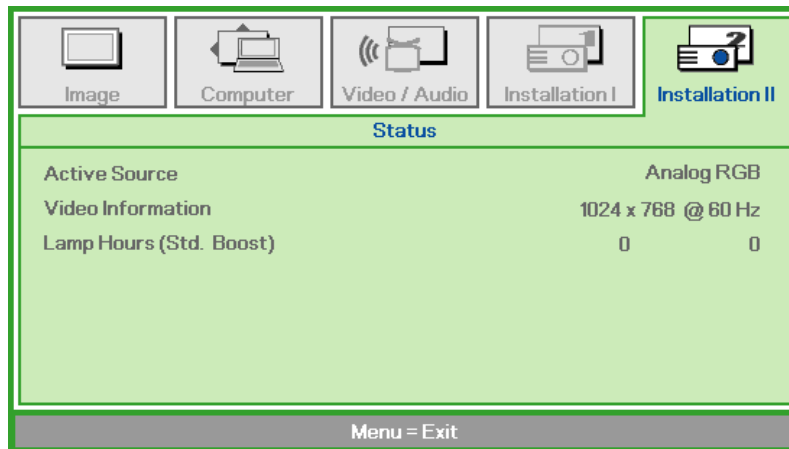 Image Computer Video / Audio Installation I Installation II
Status
Active Source Analog RGB
Video Information 1024 x 768 @ 60 Hz
Lamp Hours (Std. Boost) 0 0
Menu = Exit